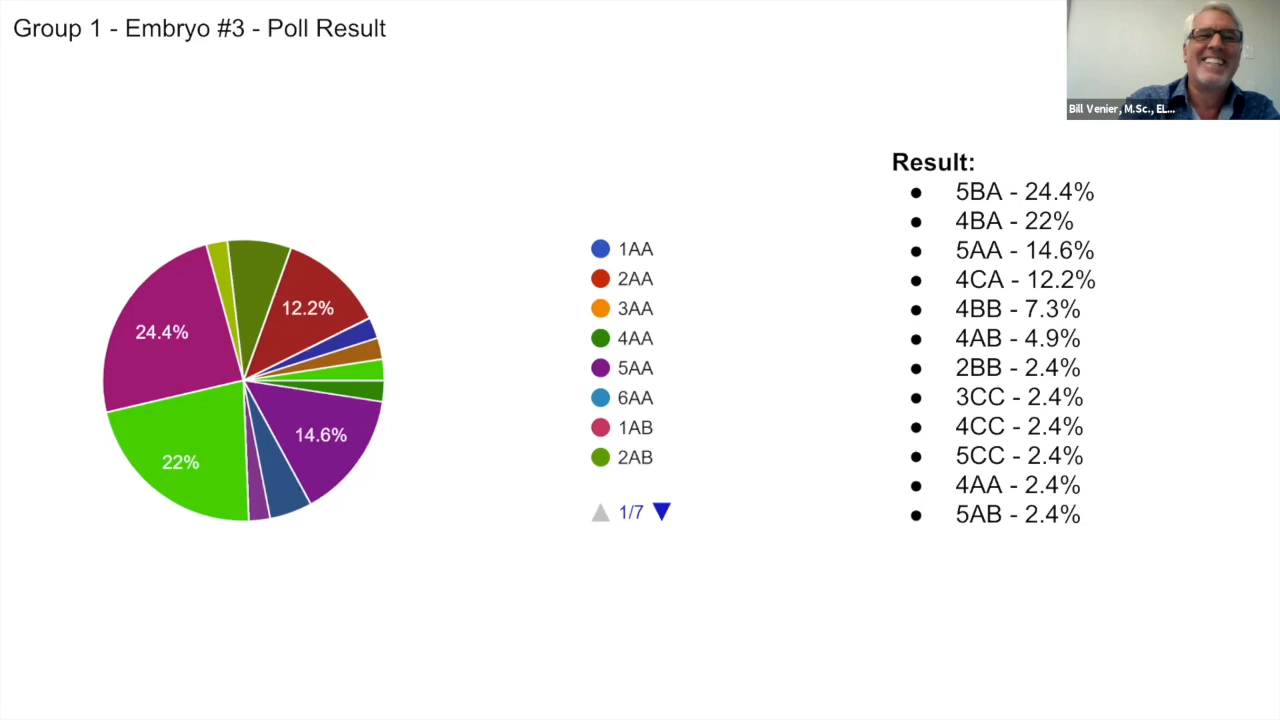 Group 1 - Embryo #3 - Poll Result
Bill Venier, M.Sc., EL...
Result:
● 5BA - 24.4%
● 4BA - 22%
● 5AA - 14.6%
● 4CA - 12.2%
● 4BB - 7.3%
● 4AB - 4.9%
● 2BB - 2.4%
● 3CC - 2.4%
● 4CC - 2.4%
● 5CC - 2.4%
● 4AA - 2.4%
● 5AB - 2.4%
12.2%
24.4%
14.6%
22%
1AA
2AA
3AA
4AA
5AA
6AA
1AB
2AB
1/7